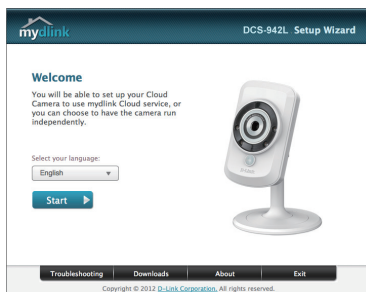 mydlink
DCS-942L Setup Wizard
Welcome
You will be able to set up your Cloud
Camera to use mydlink Cloud service, or
you can choose to have the camera run
independently.
Select your language:
English
Start
D-Link
Troubleshooting Downloads About Exit
Copyright © 2012 D-Link Corporation. All rights reserved.